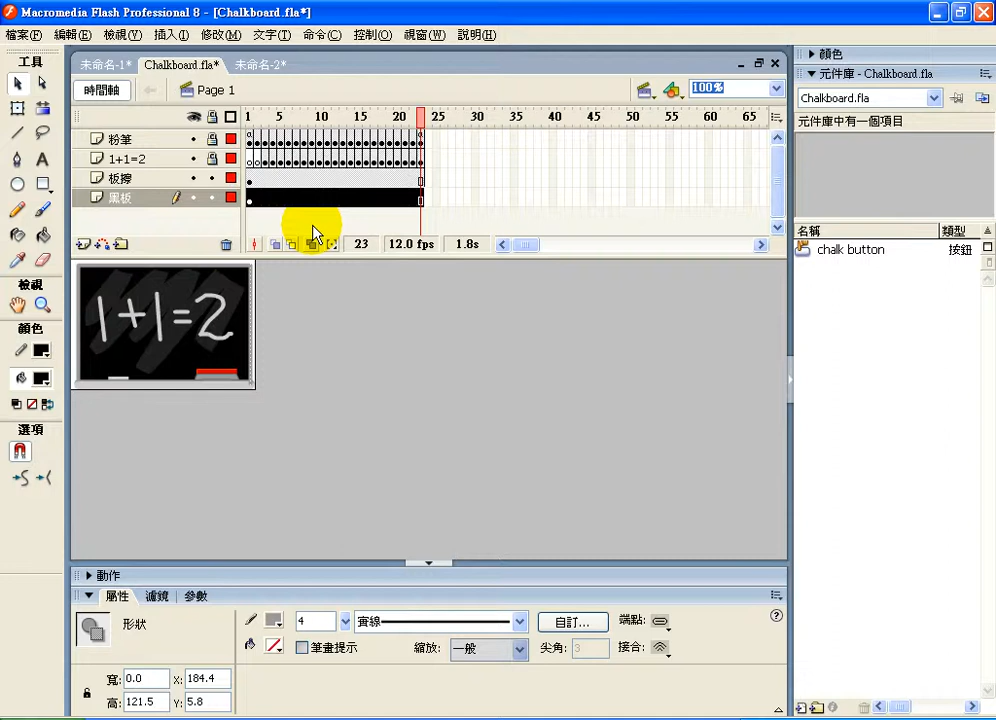 Macromedia Flash Professional 8 - [Chalkboard.fla*]
檔案(F) 編輯(E) 檢視(V) 插入(I) 修改(M) 文字(T) 命令(C) 控制(O) 視窗(W) 說明(H)
工具
未命名-1* Chalkboard.fla* 未命名-2*
時間軸 Page 1 100%
1 5 10 15 20 25 30 35 40 45 50 55 60 65
粉筆
1+1=2
板擦
黑板
23 12.0 fps 1.8s
1+1=2
檢視
顏色
選項
動作
屬性 濾鏡 參數
形狀
4 實線 自訂... 端點:
筆畫提示 縮放: 一般 尖角: 3 接合:
寬: 0.0 X: 184.4
高: 121.5 Y: 5.8
顏色
元件庫 - Chalkboard.fla
Chalkboard.fla
元件庫中有一個項目
名稱 類型
chalk button 按鈕